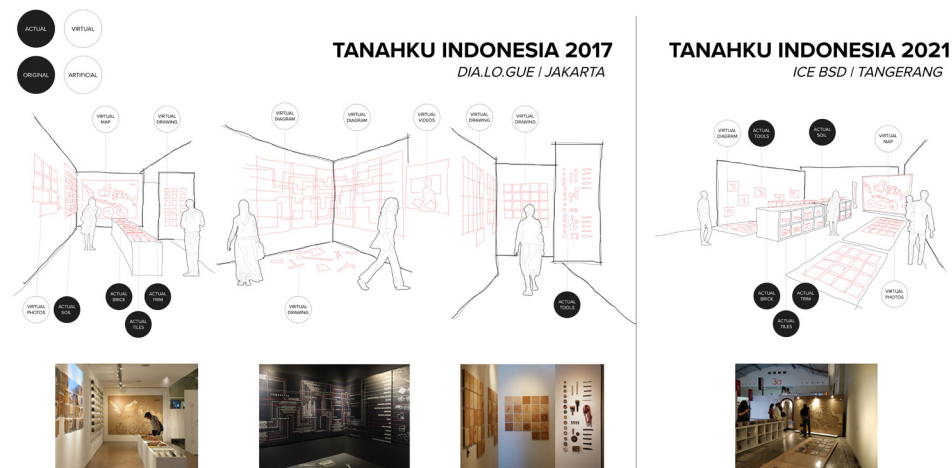 ACTUAL
VIRTUAL
ORIGINAL
ARTIFICIAL
TANAHKU INDONESIA 2017
DIA.LO.GUE | JAKARTA
TANAHKU INDONESIA 2021
ICE BSD | TANGERANG
VIRTUAL
MAP
VIRTUAL
DRAWING
VIRTUAL
DIAGRAM
VIRTUAL
DIAGRAM
VIRTUAL
VIDEOS
VIRTUAL
DRAWING
VIRTUAL
DRAWING
VIRTUAL
DIAGRAM
ACTUAL
TOOLS
ACTUAL
SOIL
VIRTUAL
MAP
VIRTUAL
PHOTOS
ACTUAL
SOIL
ACTUAL
BRICK
ACTUAL
TRIM
ACTUAL
TILES
VIRTUAL
DRAWING
ACTUAL
TOOLS
ACTUAL
BRICK
ACTUAL
TRIM
ACTUAL
TILES
VIRTUAL
PHOTOS
3a